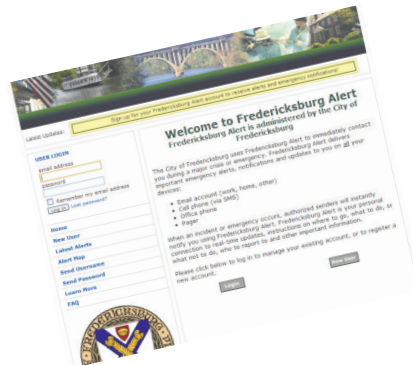 Latest Updates:
Sign up for your Fredericksburg Alert account to receive alerts and emergency notifications!
USER LOGIN
email address
password
Remember my email address
Log in Lost password?
Home
New User
Latest Alerts
Alert Map
Send Username
Send Password
Learn More
FAQ
Welcome to Fredericksburg Alert
Fredericksburg Alert is administered by the City of
Fredericksburg
The City of Fredericksburg uses Fredericksburg Alert to immediately contact
you during a major crisis or emergency. Fredericksburg Alert delivers
important emergency alerts, notifications and updates to you on all your
devices:
Email account (work, home, other)
Cell phone (via SMS)
Office phone
Pager
When an incident or emergency occurs, authorized senders will instantly
notify you using Fredericksburg Alert. Fredericksburg Alert is your personal
connection to real-time updates, instructions on where to go, what to do, or
what not to do, who to report to and other important information.
Please click below to log in to manage your existing account, or to register a
new account.
Login
New User
FREDERICKSBURG